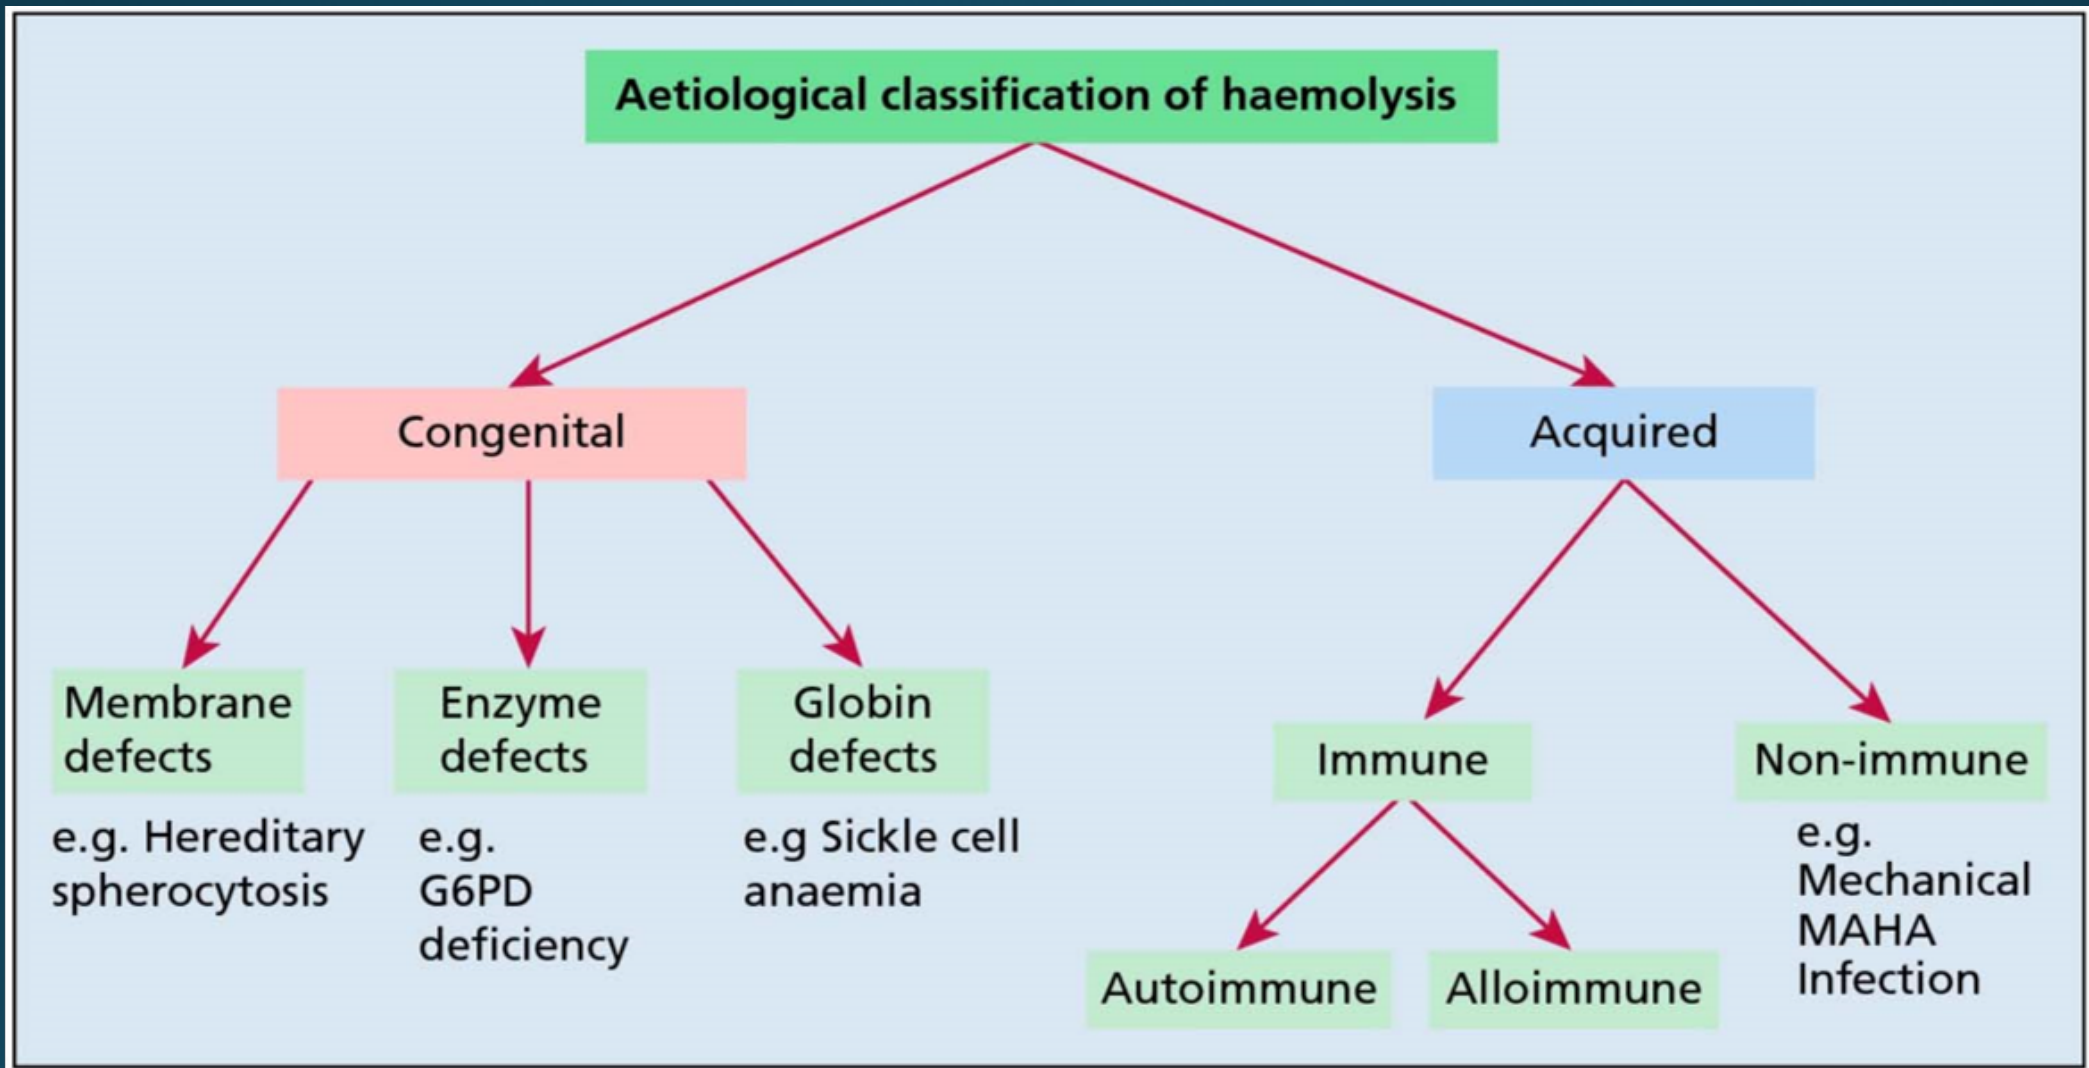 Aetiological classification of haemolysis
Congenital
Acquired
Membrane
defects
e.g. Hereditary
spherocytosis
Enzyme
defects
e.g.
G6PD
deficiency
Globin
defects
e.g Sickle cell
anaemia
Immune
Non-immune
e.g.
Mechanical
MAHA
Infection
Autoimmune
Alloimmune